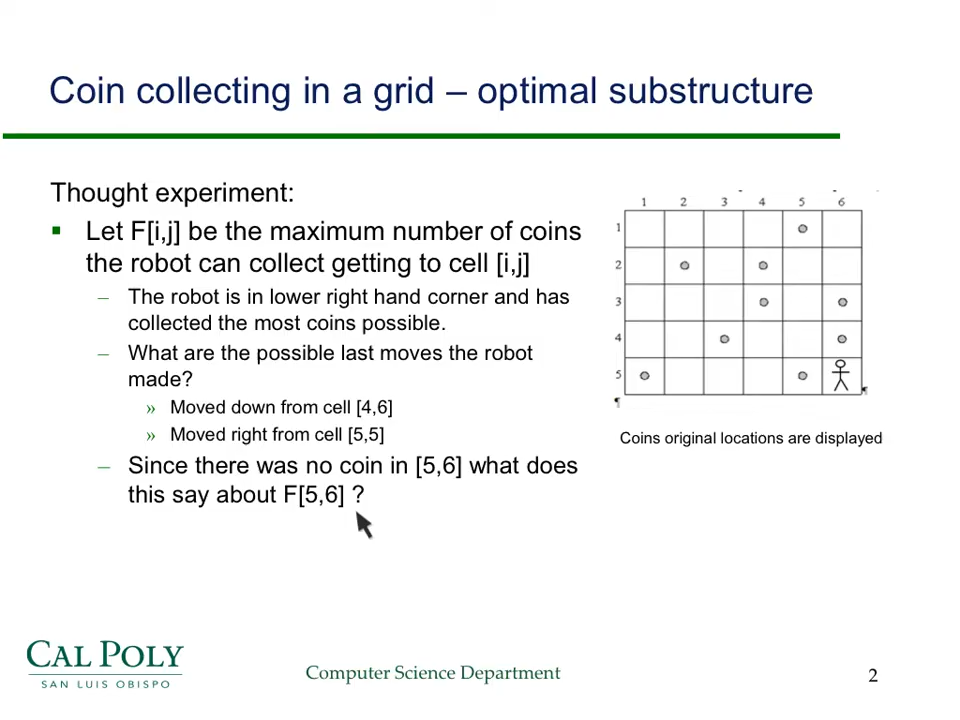 Coin collecting in a grid – optimal substructure
Thought experiment:
▪ Let F[i,j] be the maximum number of coins
the robot can collect getting to cell [i,j]
– The robot is in lower right hand corner and has
collected the most coins possible.
– What are the possible last moves the robot
made?
» Moved down from cell [4,6]
» Moved right from cell [5,5]
– Since there was no coin in [5,6] what does
this say about F[5,6] ?
1 2 3 4 5 6
1
2
3
4
5
¶
¶
Coins original locations are displayed
CAL POLY
SAN LUIS OBISPO
Computer Science Department
2